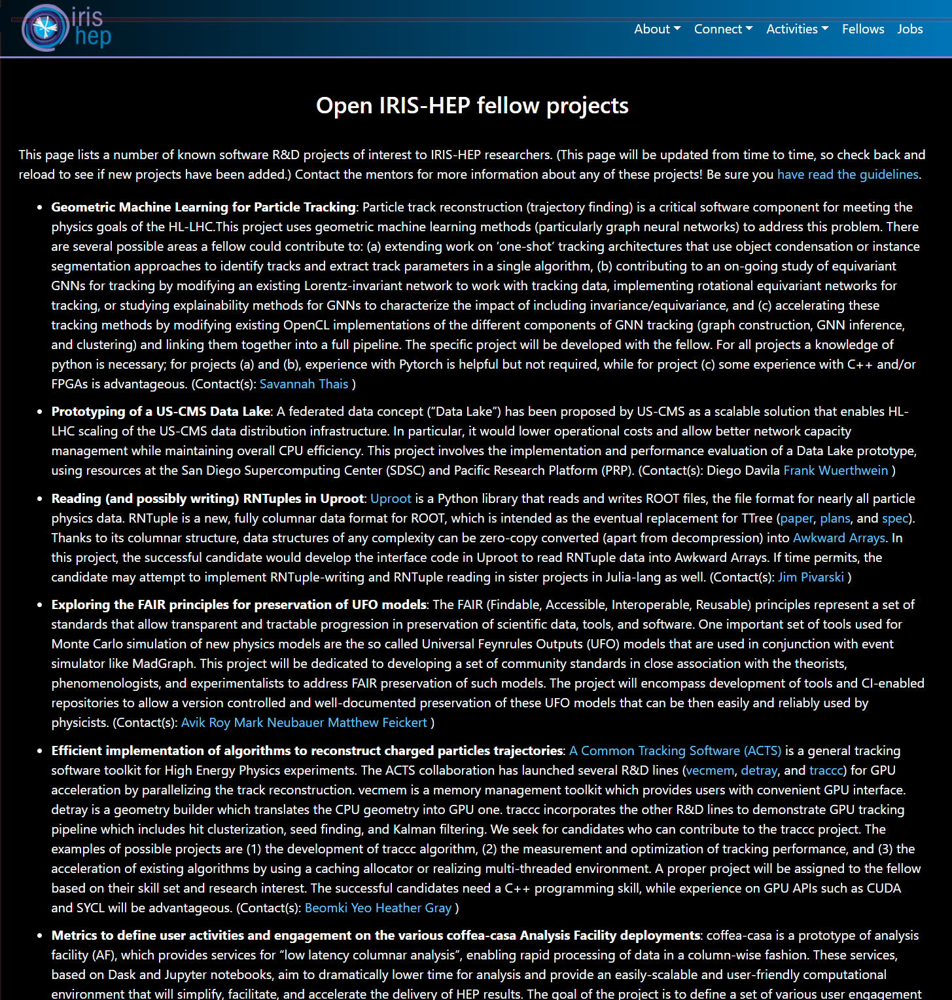 iris
hep
About Connect Activities Fellows Jobs
Open IRIS-HEP fellow projects
This page lists a number of known software R&D projects of interest to IRIS-HEP researchers. (This page will be updated from time to time, so check back and
reload to see if new projects have been added.) Contact the mentors for more information about any of these projects! Be sure you have read the guidelines.
• Geometric Machine Learning for Particle Tracking: Particle track reconstruction (trajectory finding) is a critical software component for meeting the
physics goals of the HL-LHC.This project uses geometric machine learning methods (particularly graph neural networks) to address this problem. There
are several possible areas a fellow could contribute to: (a) extending work on ‘one-shot’ tracking architectures that use object condensation or instance
segmentation approaches to identify tracks and extract track parameters in a single algorithm, (b) contributing to an on-going study of equivariant
GNNs for tracking by modifying an existing Lorentz-invariant network to work with tracking data, implementing rotational equivariant networks for
tracking, or studying explainability methods for GNNs to characterize the impact of including invariance/equivariance, and (c) accelerating these
tracking methods by modifying existing OpenCL implementations of the different components of GNN tracking (graph construction, GNN inference,
and clustering) and linking them together into a full pipeline. The specific project will be developed with the fellow. For all projects a knowledge of
python is necessary; for projects (a) and (b), experience with Pytorch is helpful but not required, while for project (c) some experience with C++ and/or
FPGAs is advantageous. (Contact(s): Savannah Thais )
• Prototyping of a US-CMS Data Lake: A federated data concept (“Data Lake”) has been proposed by US-CMS as a scalable solution that enables HL-
LHC scaling of the US-CMS data distribution infrastructure. In particular, it would lower operational costs and allow better network capacity
management while maintaining overall CPU efficiency. This project involves the implementation and performance evaluation of a Data Lake prototype,
using resources at the San Diego Supercomputing Center (SDSC) and Pacific Research Platform (PRP). (Contact(s): Diego Davila Frank Wuerthwein )
• Reading (and possibly writing) RNTuples in Uproot: Uproot is a Python library that reads and writes ROOT files, the file format for nearly all particle
physics data. RNTuple is a new, fully columnar data format for ROOT, which is intended as the eventual replacement for TTree (paper, plans, and spec).
Thanks to its columnar structure, data structures of any complexity can be zero-copy converted (apart from decompression) into Awkward Arrays. In
this project, the successful candidate would develop the interface code in Uproot to read RNTuple data into Awkward Arrays. If time permits, the
candidate may attempt to implement RNTuple-writing and RNTuple reading in sister projects in Julia-lang as well. (Contact(s): Jim Pivarski )
• Exploring the FAIR principles for preservation of UFO models: The FAIR (Findable, Accessible, Interoperable, Reusable) principles represent a set of
standards that allow transparent and tractable progression in preservation of scientific data, tools, and software. One important set of tools used for
Monte Carlo simulation of new physics models are the so called Universal Feynrules Outputs (UFO) models that are used in conjunction with event
simulator like MadGraph. This project will be dedicated to developing a set of community standards in close association with the theorists,
phenomenologists, and experimentalists to address FAIR preservation of such models. The project will encompass development of tools and CI-enabled
repositories to allow a version controlled and well-documented preservation of these UFO models that can be then easily and reliably used by
physicists. (Contact(s): Avik Roy Mark Neubauer Matthew Feickert )
• Efficient implementation of algorithms to reconstruct charged particles trajectories: A Common Tracking Software (ACTS) is a general tracking
software toolkit for High Energy Physics experiments. The ACTS collaboration has launched several R&D lines (vecmem, detray, and traccc) for GPU
acceleration by parallelizing the track reconstruction. vecmem is a memory management toolkit which provides users with convenient GPU interface.
detray is a geometry builder which translates the CPU geometry into GPU one. traccc incorporates the other R&D lines to demonstrate GPU tracking
pipeline which includes hit clusterization, seed finding, and Kalman filtering. We seek for candidates who can contribute to the traccc project. The
examples of possible projects are (1) the development of traccc algorithm, (2) the measurement and optimization of tracking performance, and (3) the
acceleration of existing algorithms by using a caching allocator or realizing multi-threaded environment. A proper project will be assigned to the fellow
based on their skill set and research interest. The successful candidates need a C++ programming skill, while experience on GPU APIs such as CUDA
and SYCL will be advantageous. (Contact(s): Beomki Yeo Heather Gray )
• Metrics to define user activities and engagement on the various coffea-casa Analysis Facility deployments: coffea-casa is a prototype of analysis
facility (AF), which provides services for “low latency columnar analysis”, enabling rapid processing of data in a column-wise fashion. These services,
based on Dask and Jupyter notebooks, aim to dramatically lower time for analysis and provide an easily-scalable and user-friendly computational
environment that will simplify, facilitate, and accelerate the delivery of HEP results. The goal of the project is to define a set of various user engagement